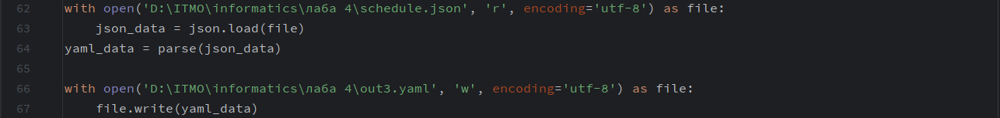 62 with open('D:\ITMO\informatics\лаба 4\schedule.json', 'r', encoding='utf-8') as file:
63     json_data = json.load(file)
64 yaml_data = parse(json_data)
65
66 with open('D:\ITMO\informatics\лаба 4\out3.yaml', 'w', encoding='utf-8') as file:
67     file.write(yaml_data)